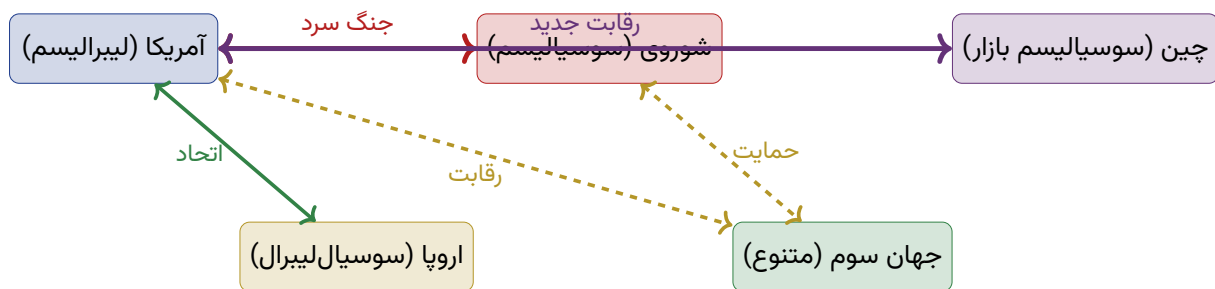 آمریکا (لیبرالیسم)
جنگ سرد
شوروی (سوسیالیسم)
رقابت جدید
چین (سوسیالیسم بازار)
اتحاد
رقابت
حمایت
اروپا (سوسیال‌لیبرال)
جهان سوم (متنوع)